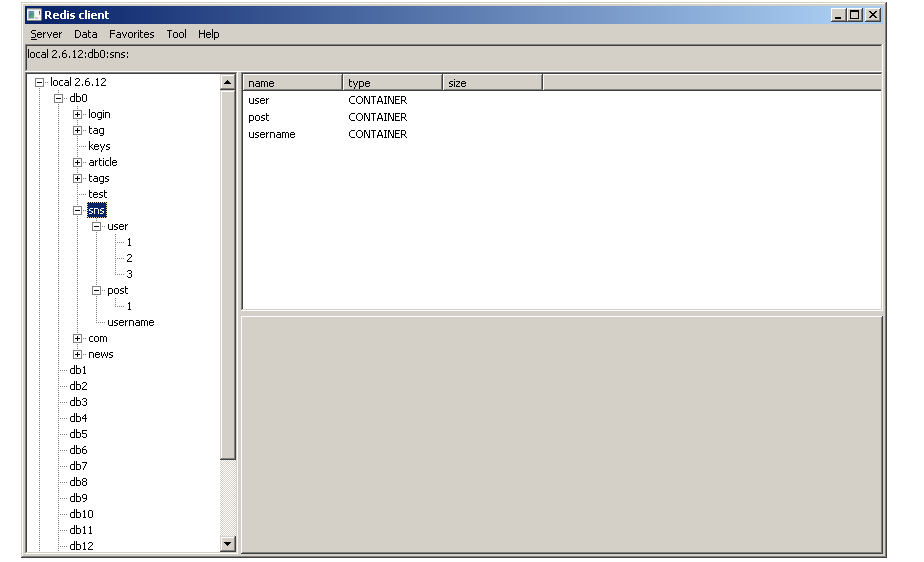 Redis client
Server Data Favorites Tool Help
local 2.6.12:db0:sns:
local 2.6.12
db0
login
tag
keys
article
tags
test
sns
user
1
2
3
post
1
username
com
news
db1
db2
db3
db4
db5
db6
db7
db8
db9
db10
db11
db12
name type size
user CONTAINER
post CONTAINER
username CONTAINER